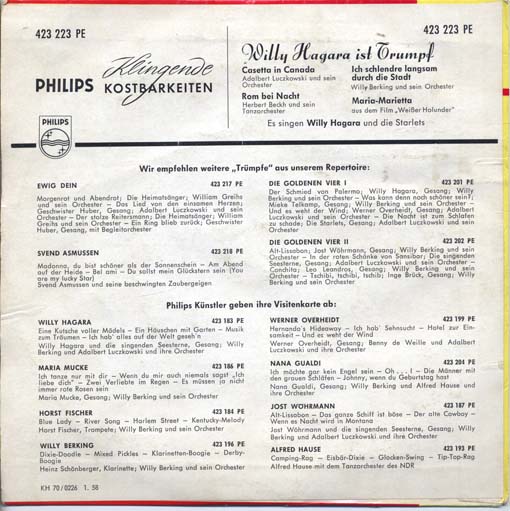 423 223 PE
423 223 PE
Klingende
PHILIPS KOSTBARKEITEN
PHILIPS
Willy Hagara ist Trumpf
Casetta in Canada
Adalbert Luczkowski und sein
Orchester
Rom bei Nacht
Herbert Beckh und sein
Tanzorchester
Ich schlendre langsam
durch die Stadt
Willy Berking und sein Orchester
Maria-Marietta
aus dem Film „Weißer Holunder"
Es singen Willy Hagara und die Starlets
Wir empfehlen weitere „Trümpfe" aus unserem Repertoire:
EWIG DEIN 423 217 PE
Morgenrot und Abendrot; Die Heimatsänger; William Greihs
und sein Orchester - Das Lied von den einsamen Herzen;
Geschwister Huber, Gesang; Adalbert Luczkowski und sein Or-
chester - Der stolze Reitersmann; Die Heimatsänger; William
Greihs und sein Orchester - Ein Ring blieb zurück; Geschwister
Huber, Gesang, mit Begleitorchester
SVEND ASMUSSEN 423 218 PE
Madonna, du bist schöner als der Sonnenschein - Am Abend
auf der Heide - Bel ami - Du sollst mein Glückstern sein (You
are my lucky Star)
Svend Asmussen und seine beschwingten Zaubergeigen
DIE GOLDENEN VIER I 423 201 PE
Der Schmied von Palermo; Willy Hagara, Gesang; Willy
Berking und sein Orchester - Was kann denn noch schöner sein?;
Mieke Telkamp, Gesang; Willy Berking und sein Orchester -
Und es weht der Wind; Werner Overheidt, Gesang; Adalbert
Luczkowski und sein Orchester - Die Nacht ist zum Schlafen
zu schade; Die Starlets, Gesang; Willy Berking und sein Orchester
DIE GOLDENEN VIER II 423 202 PE
Alt-Lissabon; Jost Wöhrmann, Gesang; Willy Berking und sein
Orchester - In der roten Schänke von Sansibar; Die singenden
Seesterne, Gesang; Adalbert Luczkowski und sein Orchester -
Conchita; Leo Leandros, Gesang; Willy Berking und sein
Orchester - Tschibi, tschibi, tschibi; Inge Brück, Gesang; Willy
Berking und sein Orchester
Philips Künstler geben ihre Visitenkarte ab:
WILLY HAGARA 423 183 PE
Eine Kutsche voller Mädels - Ein Häuschen mit Garten - Musik
zum Träumen - Ich hab' alles auf der Welt geseh'n
Willy Hagara und die singenden Seesterne, Gesang; Willy
Berking und Adalbert Luczkowski und ihre Orchester
MARIA MUCKE 423 186 PE
Ich tanze nur mit dir - Wenn du mir auch niemals sagst „Ich
liebe dich" - Zwei Verliebte im Regen - Es müssen ja nicht
immer rote Rosen sein
Maria Mucke, Gesang; Willy Berking und sein Orchester
HORST FISCHER 423 184 PE
Blue Lady - River Song - Harlem Street - Kentucky-Melody
Horst Fischer, Trompete; Willy Berking und sein Orchester
WILLY BERKING 423 196 PE
Dixie-Doodle - Mixed Pickles - Klarinetten-Boogie - Derby-
Boogie
Heinz Schönberger, Klarinette; Willy Berking und sein Orchester
WERNER OVERHEIDT 423 199 PE
Hernando's Hideaway - Ich hab' Sehnsucht - Hotel zur Ein-
samkeit - Und es weht der Wind
Werner Overheidt, Gesang; Benny de Weille und Adalbert
Luczkowski und ihre Orchester
NANA GUALDI 423 204 PE
Ich möchte gar kein Engel sein - Oh . . . ! - Die Männer mit
den grauen Schläfen - Johnny, wenn du Geburtstag hast
Nana Gualdi, Gesang; Willy Berking und Alfred Hause und
ihre Orchester
JOST WÖHRMANN 423 187 PE
Alt-Lissabon - Das ganze Schiff ist böse - Der alte Cowboy -
Wenn es Nacht wird in Montana
Jost Wöhrmann und die singenden Seesterne, Gesang; Willy
Berking und Adalbert Luczkowski und ihre Orchester
ALFRED HAUSE 423 193 PE
Camping-Rag - Eisbär-Dixie - Glocken-Swing - Tip-Top-Rag
Alfred Hause mit dem Tanzorchester des NDR
KH 70/0226 1. 58